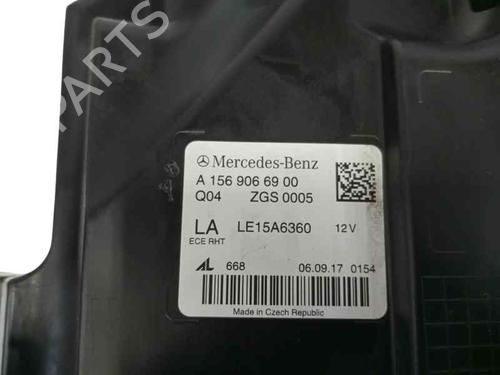 B-PARTS
Mercedes-Benz
A 156 906 69 00
Q04 ZGS 0005
LA LE15A6360 12V
ECE RHT
AL 668 06.09.17 0154
Made in Czech Republic